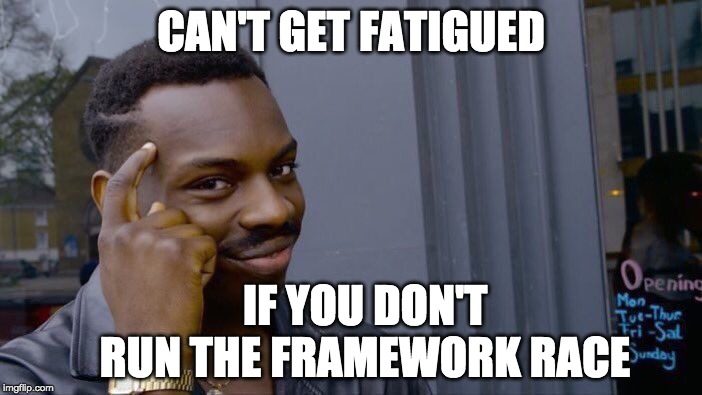 CAN'T GET FATIGUED
IF YOU DON'T
RUN THE FRAMEWORK RACE
Opening
Mon
Tue-Thur
Fri-Sat
Sunday
imgflip.com